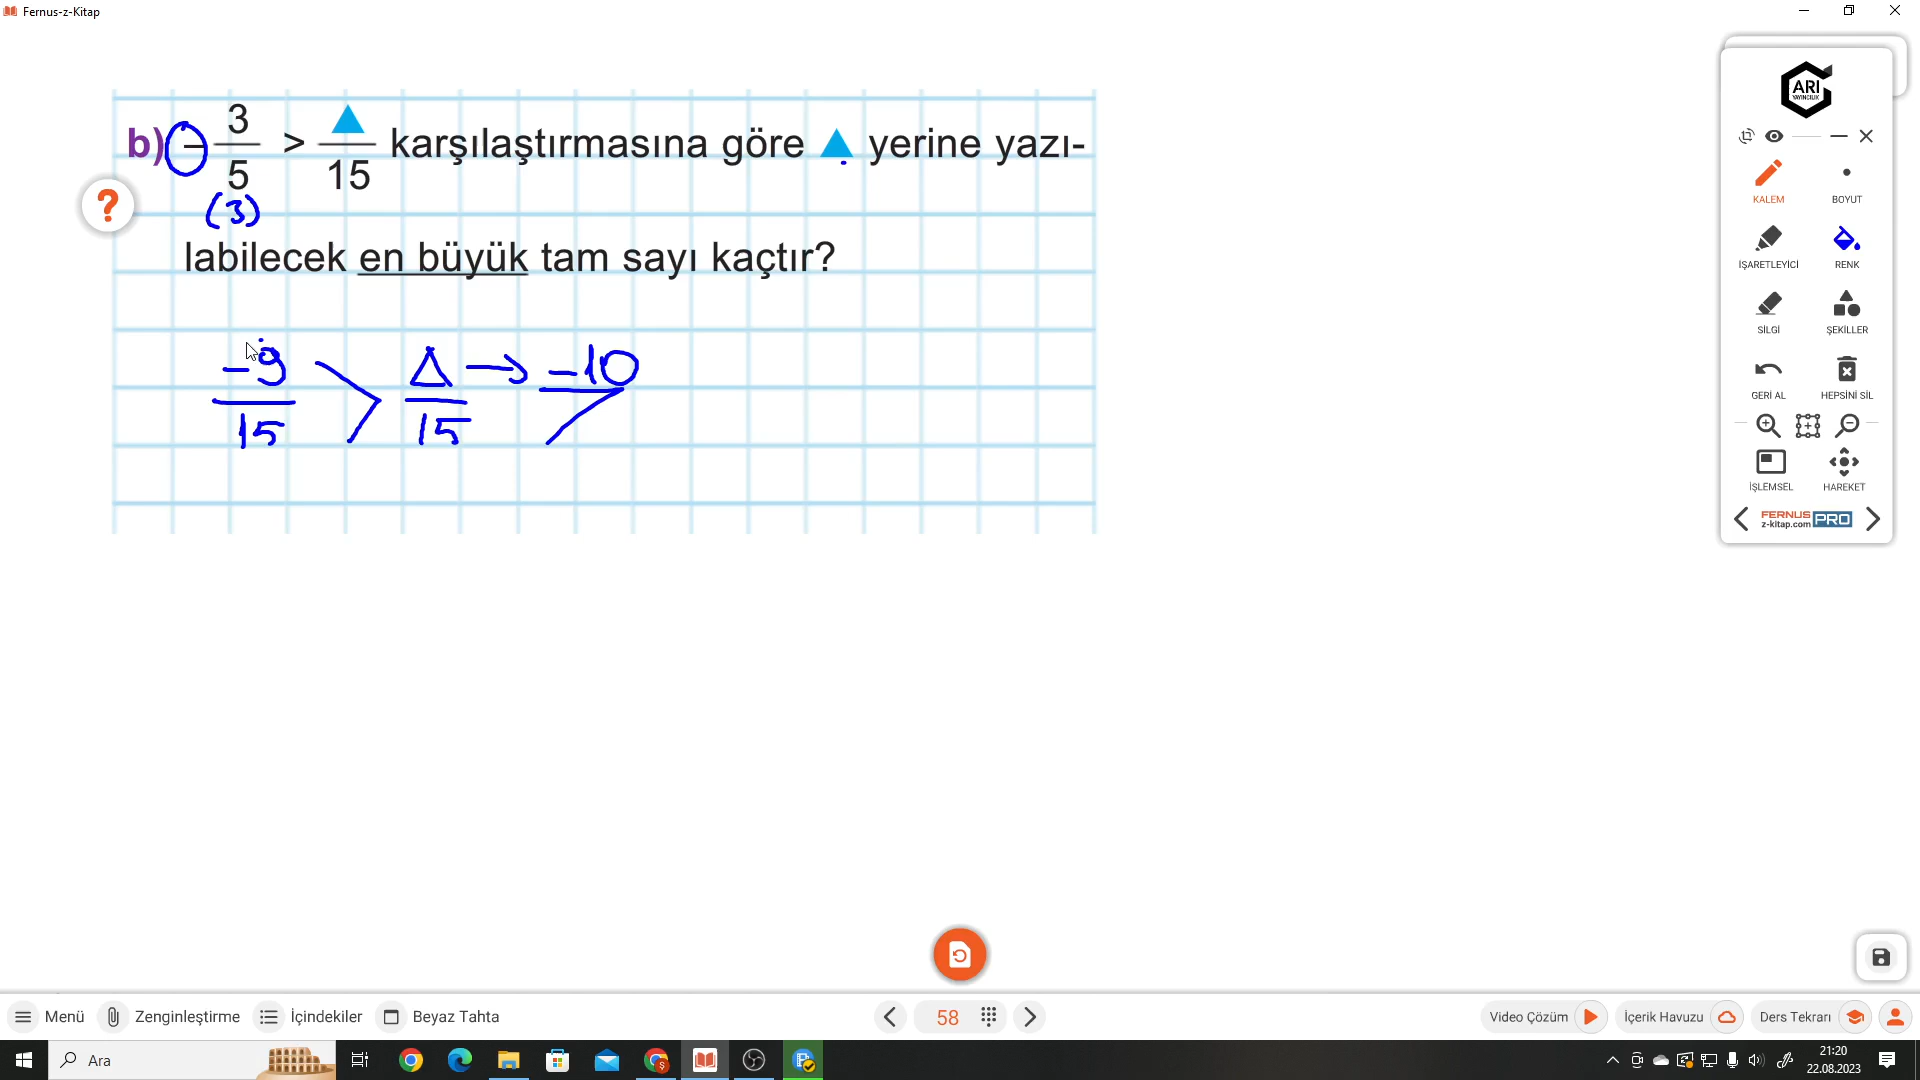 Fernus-z-Kitap
b) - 3/5 > ▲/15 karşılaştırmasına göre ▲ yerine yazı-
(3)
labilecek en büyük tam sayı kaçtır?
-9/15 > Δ/15 → -10
ARI
YAYINCILIK
KALEM BOYUT
İŞARETLEYİCİ RENK
SİLGİ ŞEKİLLER
GERİ AL HEPSİNİ SİL
İŞLEMSEL HAREKET
FERNUS
z-kitap.com PRO
Menü Zenginleştirme İçindekiler Beyaz Tahta 58 Video Çözüm İçerik Havuzu Ders Tekrarı
Ara
21:20
22.08.2023